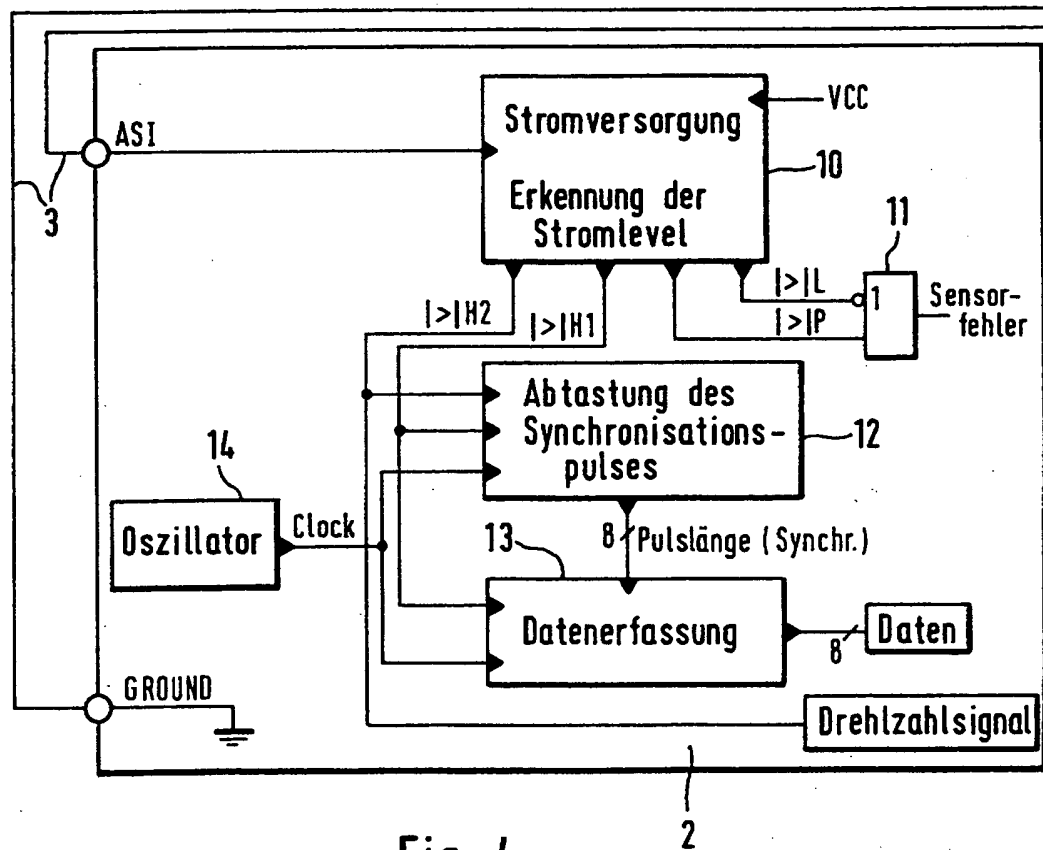 ASI
3
Stromversorgung
Erkennung der
Stromlevel
VCC
10
11
|>|L
|>|P
1
Sensor-
fehler
|>|H2
|>|H1
Abtastung des
Synchronisations-
pulses
12
14
Oszillator
Clock
8 Pulslänge (Synchr.)
13
Datenerfassung
8
Daten
GROUND
Drehlzahlsignal
2